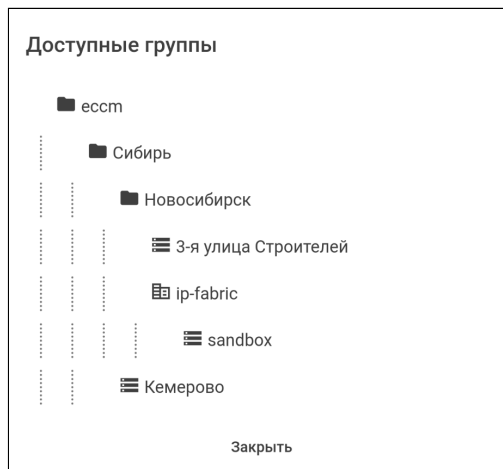 Доступные группы
eccm
Сибирь
Новосибирск
3-я улица Строителей
ip-fabric
sandbox
Кемерово
Закрыть